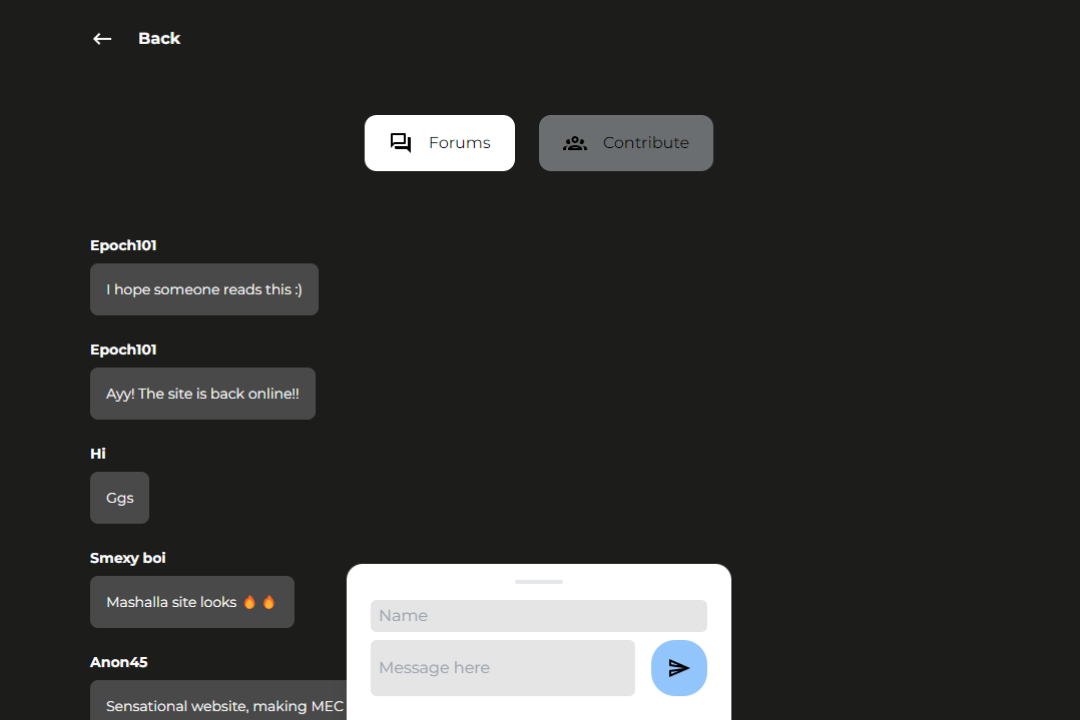 Back
Forums
Contribute
Epoch101
I hope someone reads this :)
Epoch101
Ayy! The site is back online!!
Hi
Ggs
Smexy boi
Mashalla site looks 🔥 🔥
Anon45
Sensational website, making MEC
Name
Message here